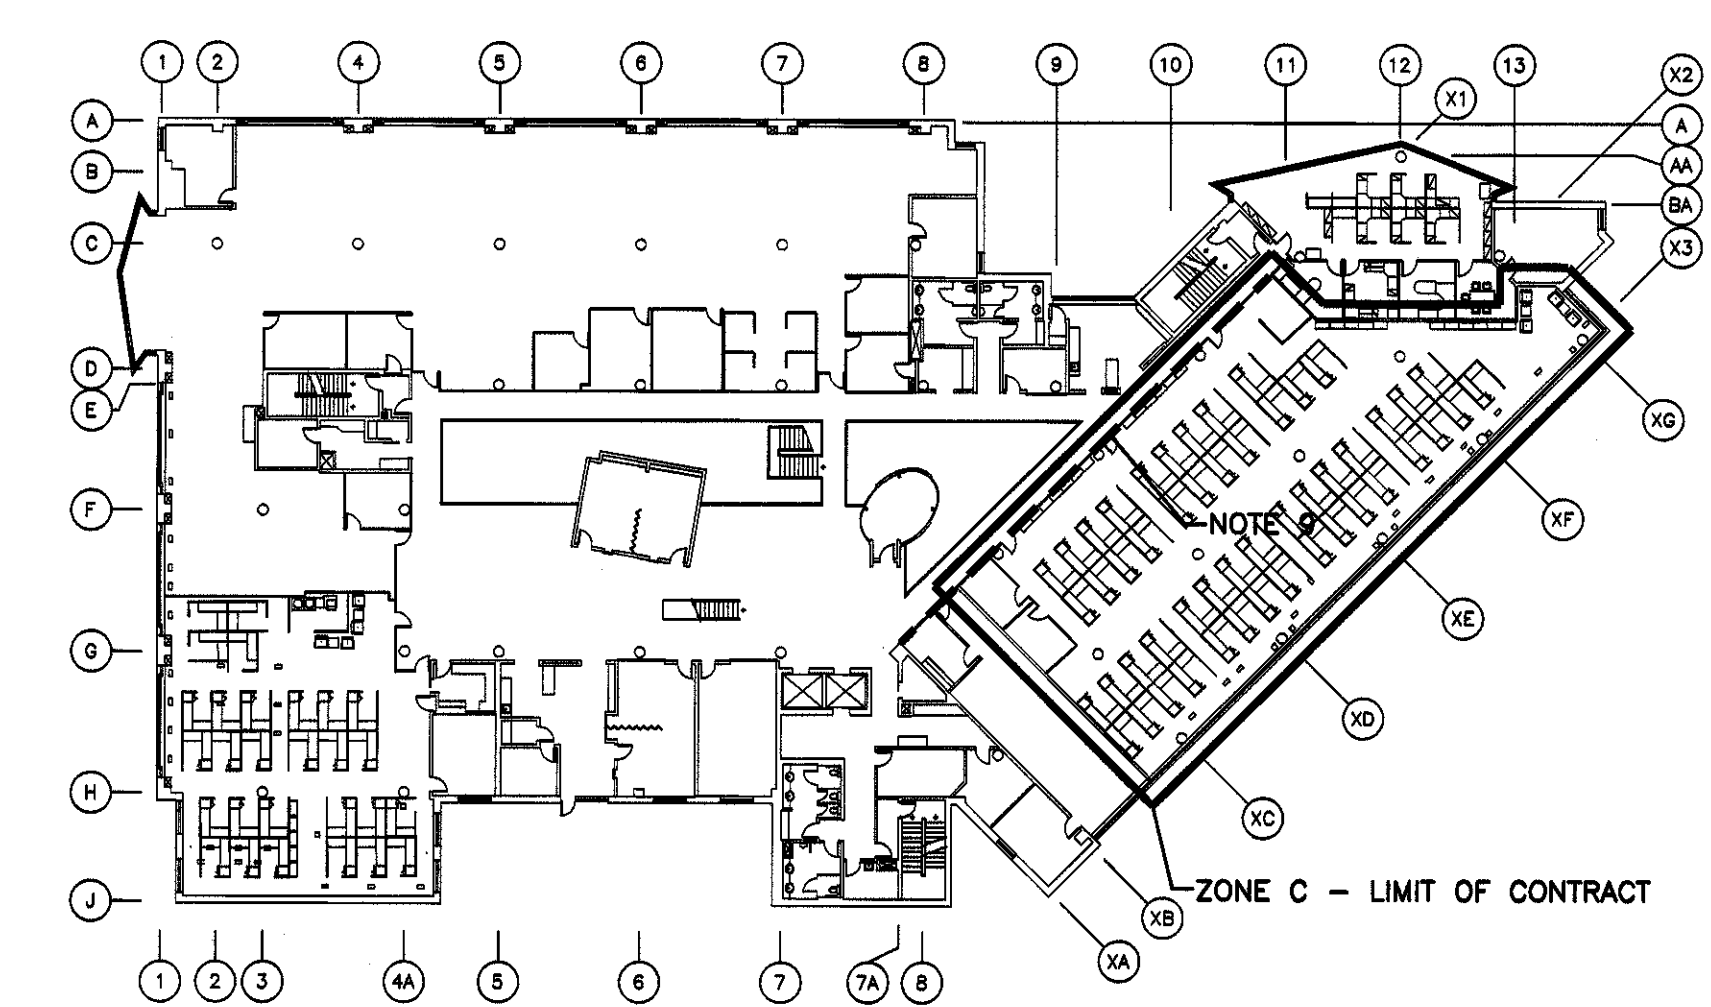 1 2 4 5 6 7 8 9 10 11 12 13
X1
X2
A
A
B
AA
BA
C
X3
D
E
XG
F
NOTE 9
XF
XE
G
XD
H
XC
ZONE C - LIMIT OF CONTRACT
J
XB
XA
1 2 3 4A 5 6 7 7A 8